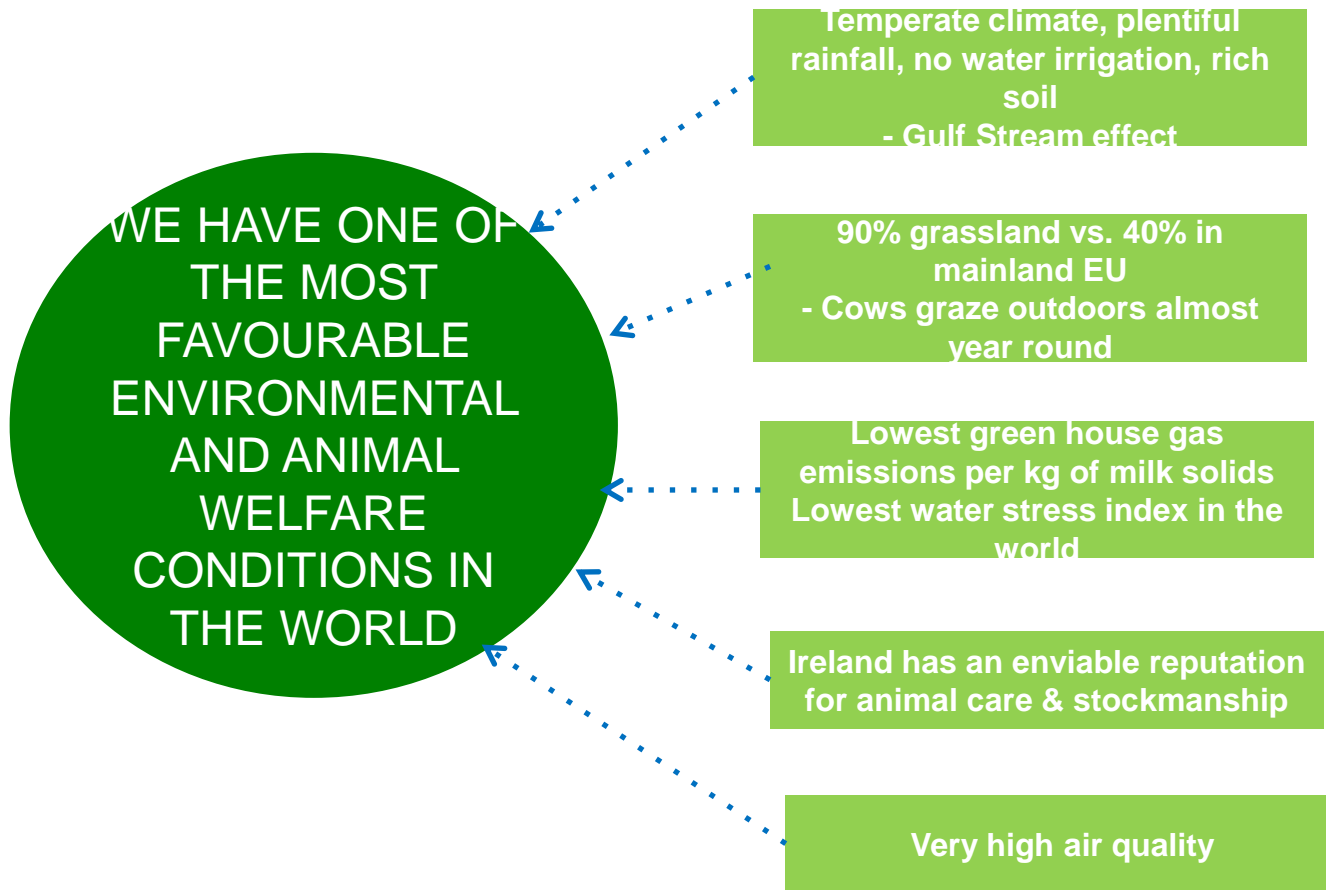 WE HAVE ONE OF
THE MOST
FAVOURABLE
ENVIRONMENTAL
AND ANIMAL
WELFARE
CONDITIONS IN
THE WORLD
Temperate climate, plentiful
rainfall, no water irrigation, rich
soil
- Gulf Stream effect
90% grassland vs. 40% in
mainland EU
- Cows graze outdoors almost
year round
Lowest green house gas
emissions per kg of milk solids
Lowest water stress index in the
world
Ireland has an enviable reputation
for animal care & stockmanship
Very high air quality